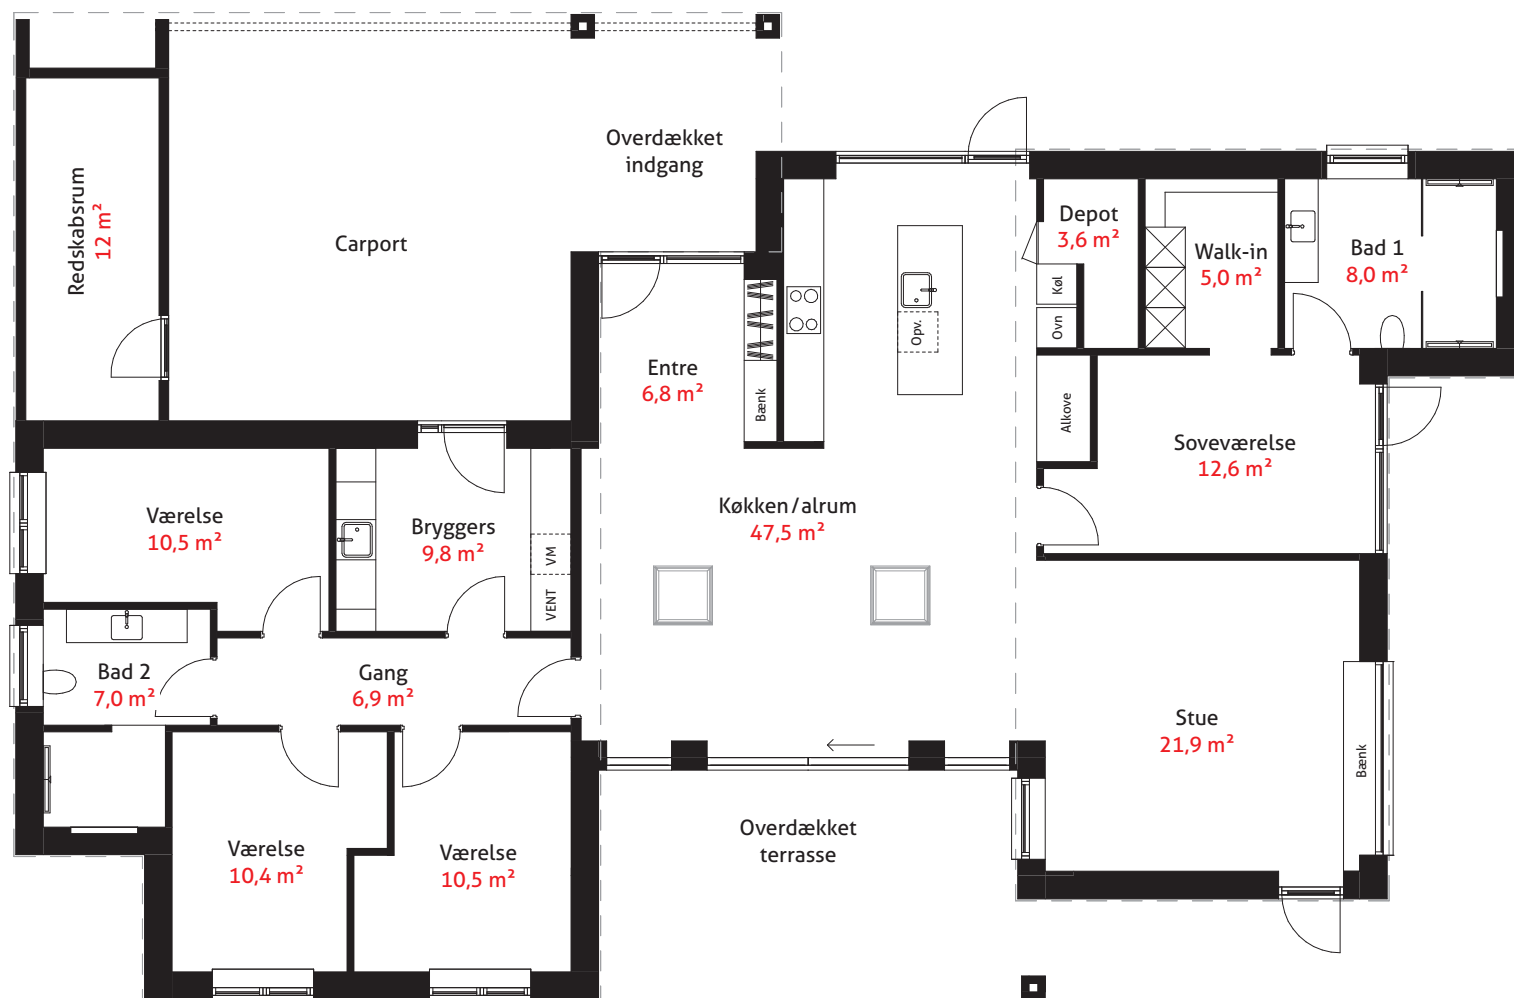 Overdækket
indgang
Redskabsrum
12 m²
Carport
Depot
3,6 m²
Walk-in
5,0 m²
Bad 1
8,0 m²
Køl
Ovn
Opv.
Entre
6,8 m²
Bænk
Alkove
Soveværelse
12,6 m²
Værelse
10,5 m²
Bryggers
9,8 m²
VM
VENT
Køkken/alrum
47,5 m²
Bad 2
7,0 m²
Gang
6,9 m²
Stue
21,9 m²
Bænk
Værelse
10,4 m²
Værelse
10,5 m²
Overdækket
terrasse